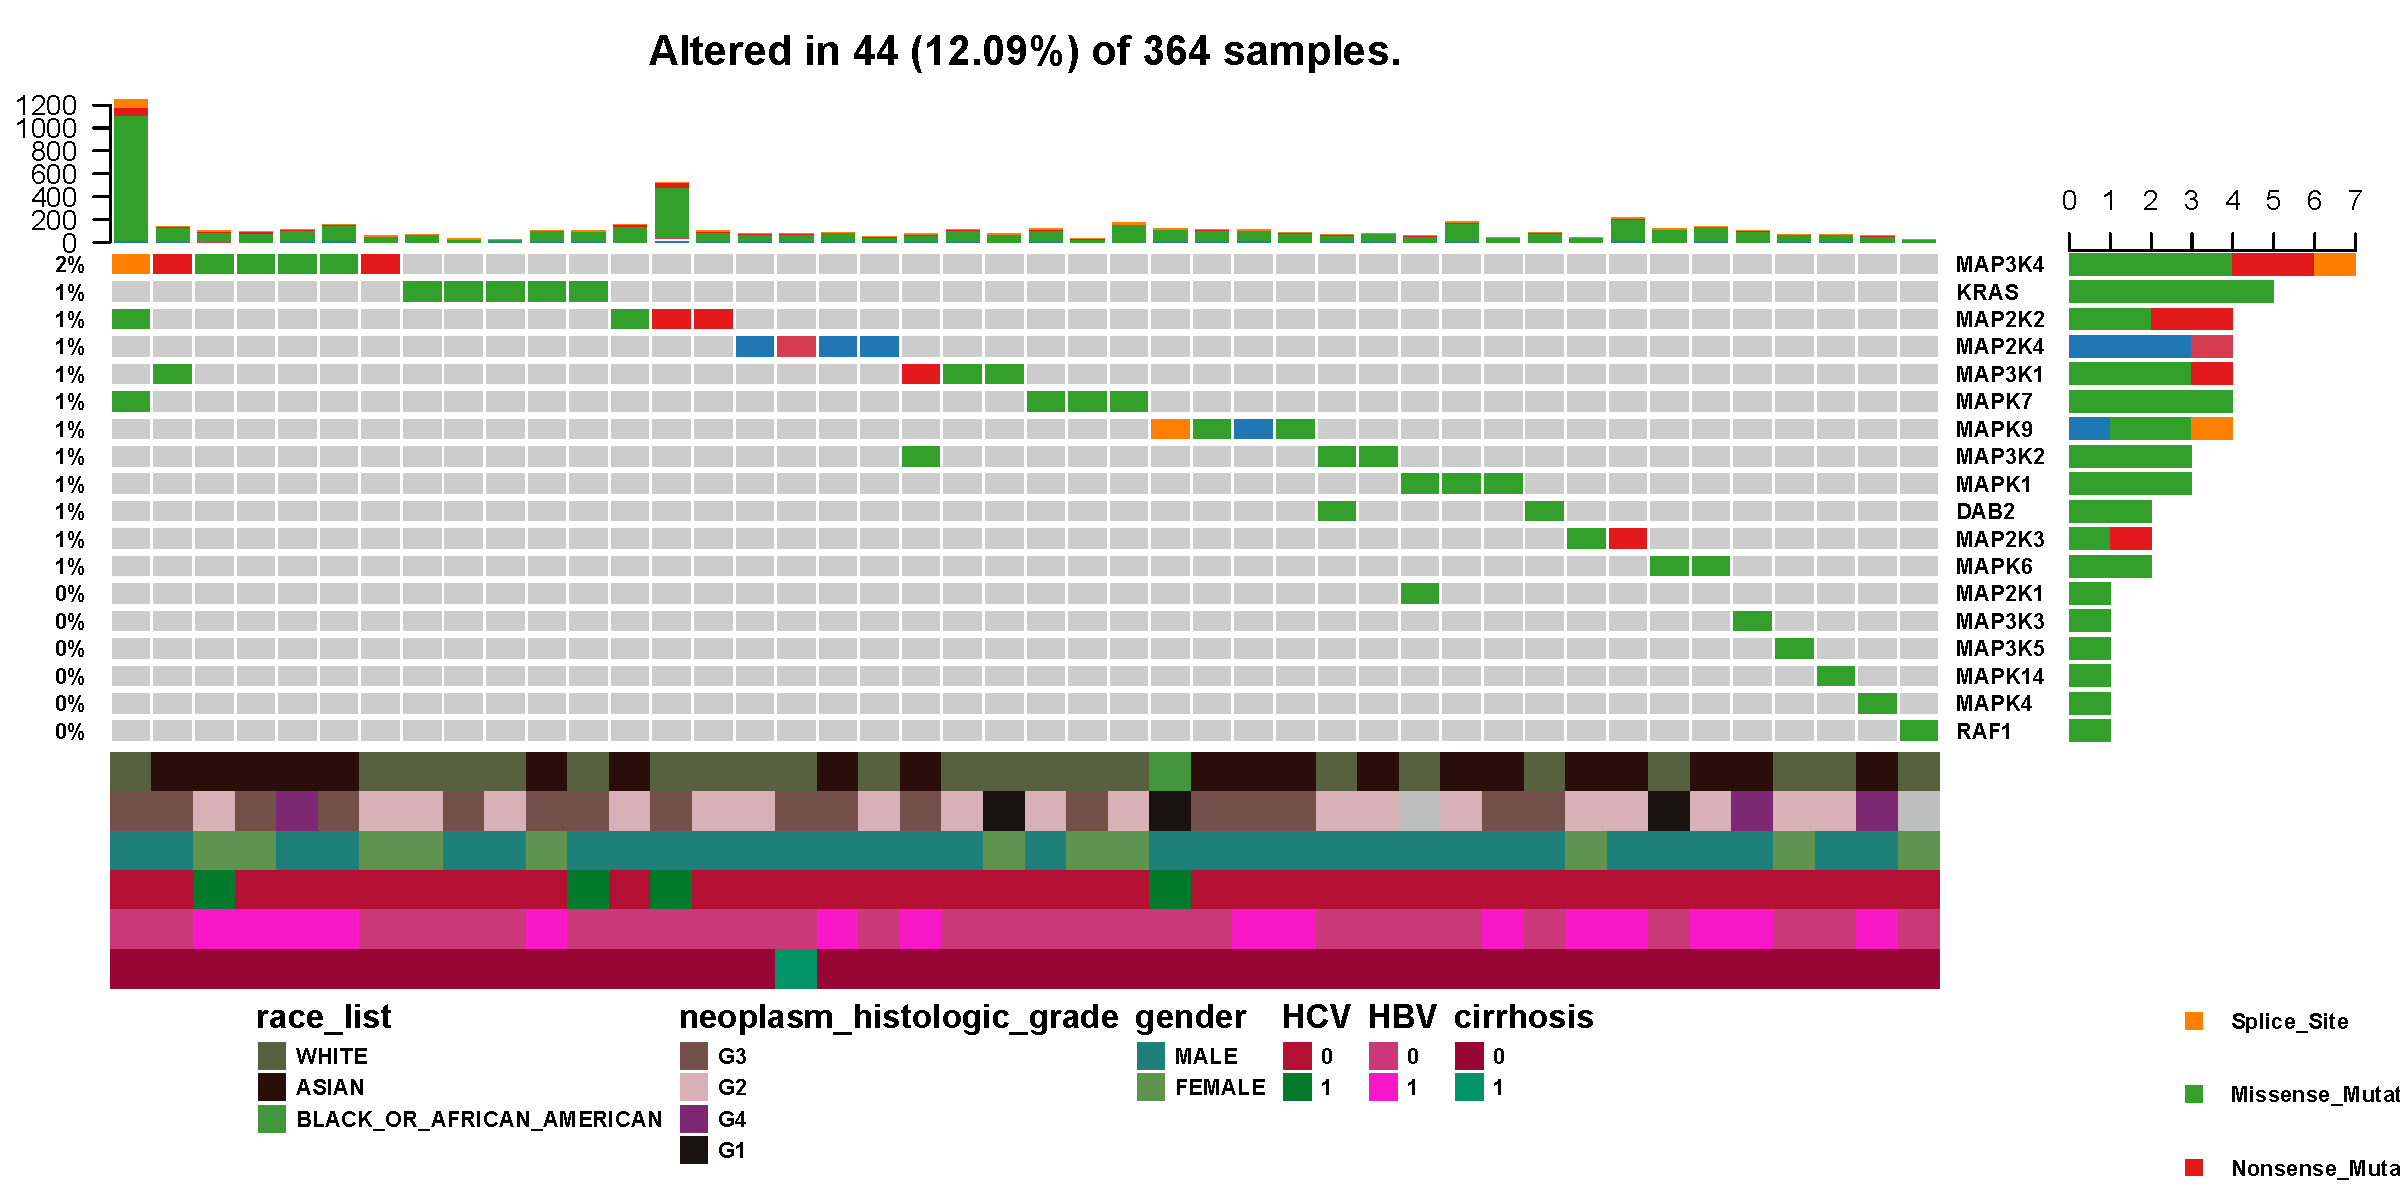 Altered in 44 (12.09%) of 364 samples.
1200
1000
800
600
400
200
0
0 1 2 3 4 5 6 7
2% MAP3K4
1% KRAS
1% MAP2K2
1% MAP2K4
1% MAP3K1
1% MAPK7
1% MAPK9
1% MAP3K2
1% MAPK1
1% DAB2
1% MAP2K3
1% MAPK6
0% MAP2K1
0% MAP3K3
0% MAP3K5
0% MAPK14
0% MAPK4
0% RAF1
race_list
WHITE
ASIAN
BLACK_OR_AFRICAN_AMERICAN
neoplasm_histologic_grade
G3
G2
G4
G1
gender
MALE
FEMALE
HCV
0
1
HBV
0
1
cirrhosis
0
1
Splice_Site
Missense_Mutat
Nonsense_Muta